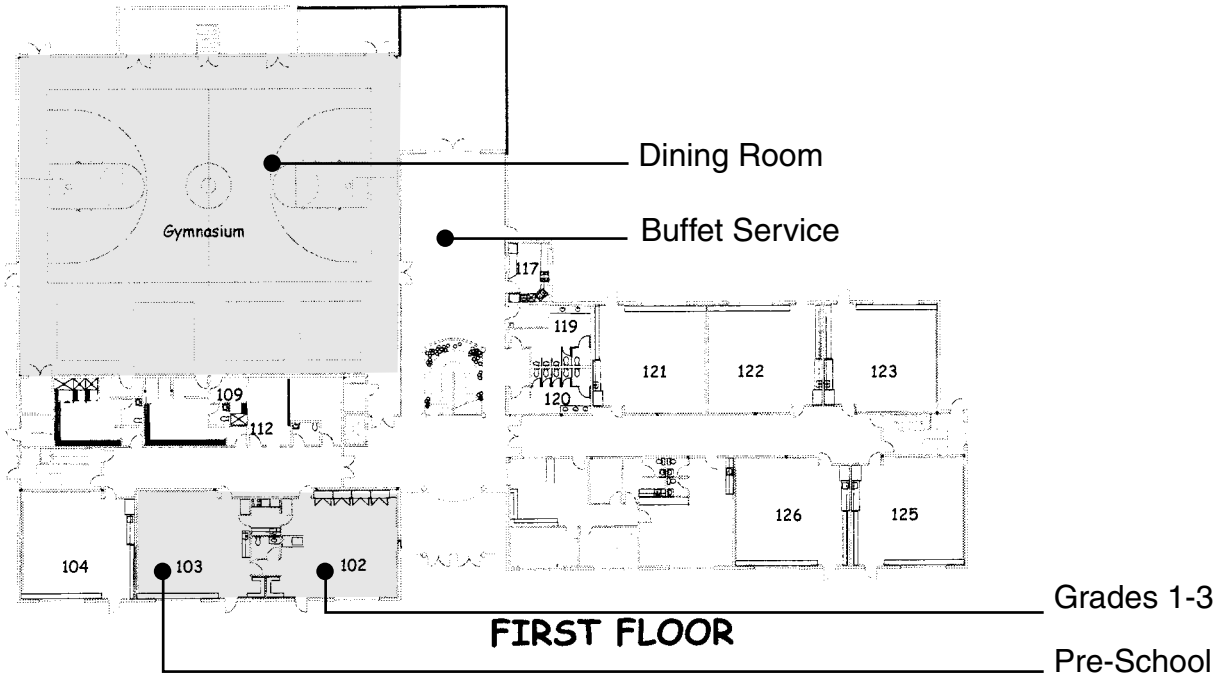 Dining Room
Gymnasium
Buffet Service
117
119
121
122
123
109
120
112
126
125
104
103
102
Grades 1-3
FIRST FLOOR
Pre-School